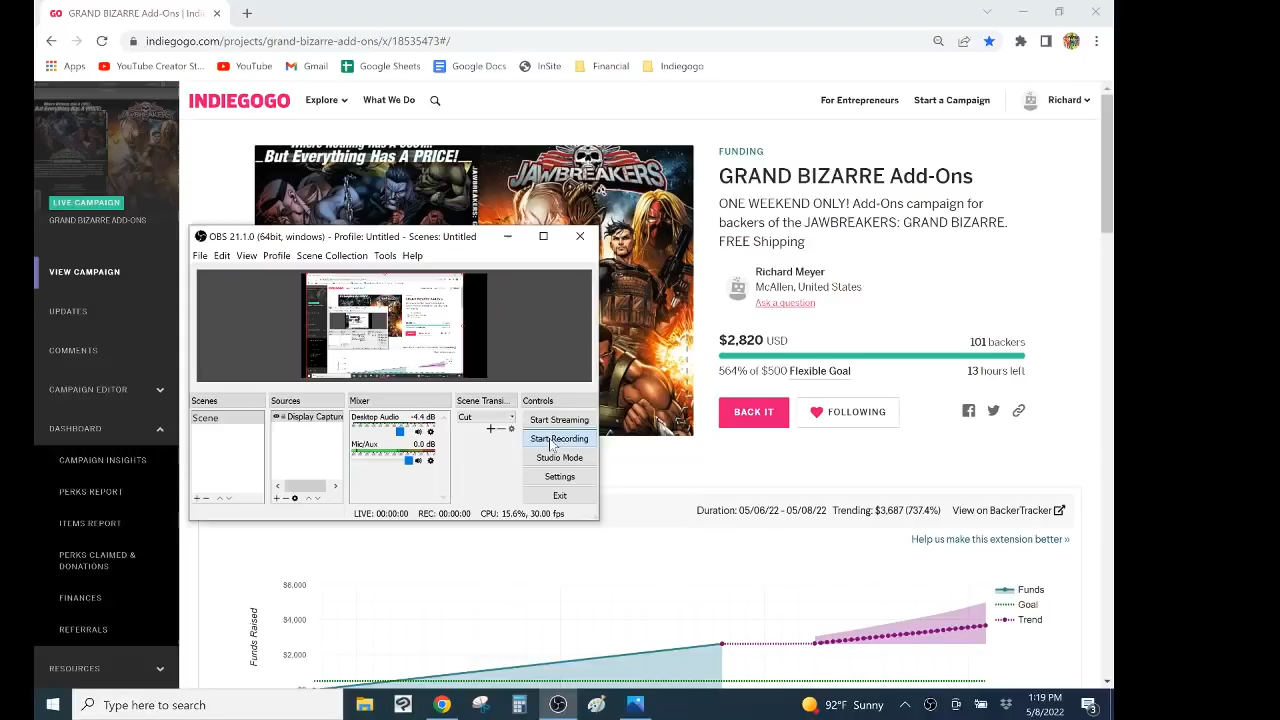 GO GRAND BIZARRE Add-Ons | Indi
indiegogo.com/projects/grand-bizarre-add-ons/x/18535473#/
Apps YouTube Creator St... YouTube Gmail Google Sheets Google Docs InSite Financial Indiegogo
INDIEGOGO Explore What We Do For Entrepreneurs Start a Campaign Richard
LIVE CAMPAIGN
GRAND BIZARRE ADD-ONS
VIEW CAMPAIGN
UPDATES
COMMENTS
CAMPAIGN EDITOR
DASHBOARD
CAMPAIGN INSIGHTS
PERKS REPORT
ITEMS REPORT
PERKS CLAIMED &
DONATIONS
FINANCES
REFERRALS
RESOURCES
Where Nothing Has a COST...
But Everything Has A PRICE!
JAWBREAKERS
FUNDING
GRAND BIZARRE Add-Ons
ONE WEEKEND ONLY! Add-Ons campaign for
backers of the JAWBREAKERS: GRAND BIZARRE.
FREE Shipping
Richard Meyer
McAllen, United States
Ask a question
$2,820 USD 101 backers
564% of $500 Flexible Goal 13 hours left
BACK IT FOLLOWING
OBS 21.1.0 (64bit, windows) - Profile: Untitled - Scenes: Untitled
File Edit View Profile Scene Collection Tools Help
Scenes Sources Mixer Scene Transi... Controls
Scene Display Capture Desktop Audio -4.4 dB Cut Start Streaming
Mic/Aux 0.0 dB Start Recording
Studio Mode
Settings
Exit
LIVE: 00:00:00 REC: 00:00:00 CPU: 15.6%, 30.00 fps
Duration: 05/06/22 - 05/08/22 Trending: $3,687 (737.4%) View on BackerTracker
Help us make this extension better »
Funds Raised
$6,000
$4,000
$2,000
$0
Funds
Goal
Trend
Type here to search
92°F Sunny
1:19 PM
5/8/2022
3